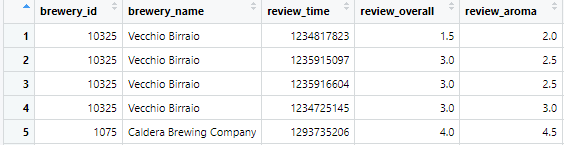 brewery_id brewery_name review_time review_overall review_aroma
1 10325 Vecchio Birraio 1234817823 1.5 2.0
2 10325 Vecchio Birraio 1235915097 3.0 2.5
3 10325 Vecchio Birraio 1235916604 3.0 2.5
4 10325 Vecchio Birraio 1234725145 3.0 3.0
5 1075 Caldera Brewing Company 1293735206 4.0 4.5